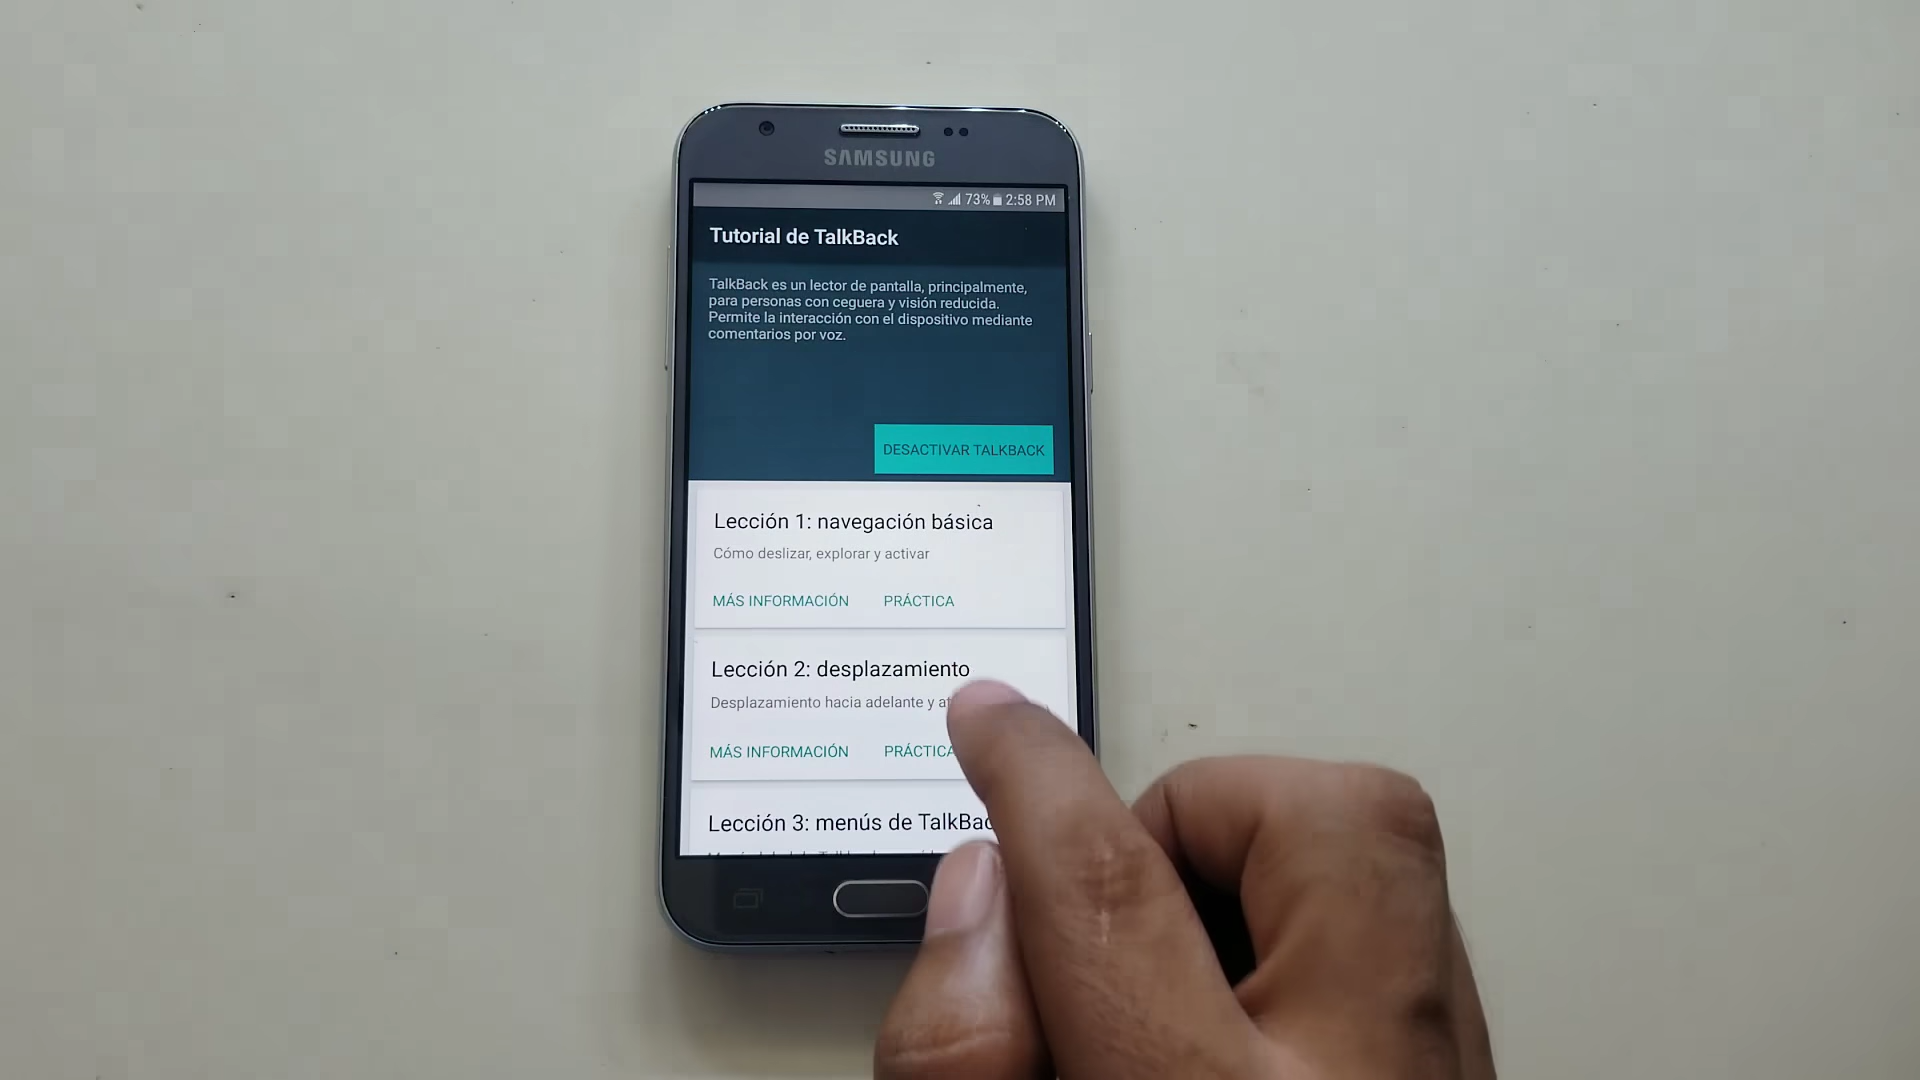 SAMSUNG
73% 2:58 PM
Tutorial de TalkBack
TalkBack es un lector de pantalla, principalmente,
para personas con ceguera y visión reducida.
Permite la interacción con el dispositivo mediante
comentarios por voz.
DESACTIVAR TALKBACK
Lección 1: navegación básica
Cómo deslizar, explorar y activar
MÁS INFORMACIÓN PRÁCTICA
Lección 2: desplazamiento
Desplazamiento hacia adelante y
MÁS INFORMACIÓN PRÁCTICA
Lección 3: menús de